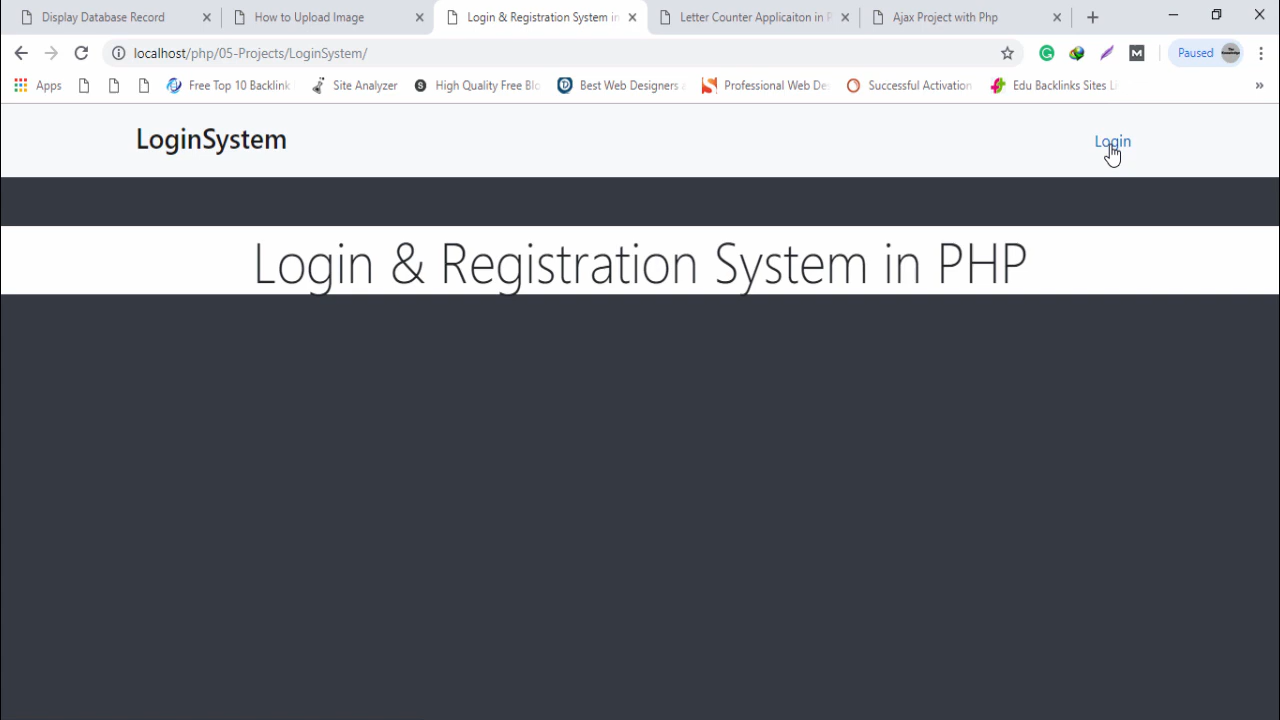 Display Database Record
How to Upload Image
Login & Registration System in
Letter Counter Applicaiton in P
Ajax Project with Php
localhost/php/05-Projects/LoginSystem/
M
Paused
Apps
Free Top 10 Backlink
Site Analyzer
High Quality Free Blo
Best Web Designers
Professional Web De
Successful Activation
Edu Backlinks Sites Li
LoginSystem
Login
Login & Registration System in PHP